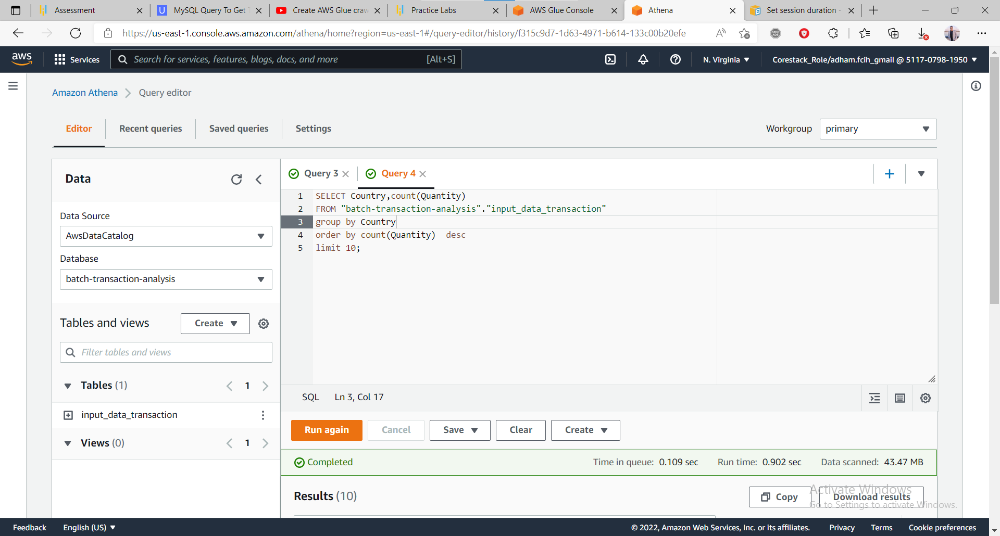 Assessment
MySQL Query To Get
Create AWS Glue craw
Practice Labs
AWS Glue Console
Athena
Set session duration -
https://us-east-1.console.aws.amazon.com/athena/home?region=us-east-1#/query-editor/history/f315c9d7-1d63-4971-b614-133c00b20efe
aws
Services
Search for services, features, blogs, docs, and more
[Alt+S]
N. Virginia
Corestack_Role/adham.fcih_gmail @ 5117-0798-1950
Amazon Athena
Query editor
Editor
Recent queries
Saved queries
Settings
Workgroup
primary
Data
Data Source
AwsDataCatalog
Database
batch-transaction-analysis
Tables and views
Create
Filter tables and views
Tables (1)
1
input_data_transaction
Views (0)
1
Query 3
Query 4
1 SELECT Country,count(Quantity)
2 FROM "batch-transaction-analysis"."input_data_transaction"
3 group by Country
4 order by count(Quantity)  desc
5 limit 10;
SQL
Ln 3, Col 17
Run again
Cancel
Save
Clear
Create
Completed
Time in queue: 0.109 sec
Run time: 0.902 sec
Data scanned: 43.47 MB
Results (10)
Copy
Download results
Activate Windows
Go to Settings to activate Windows.
Feedback
English (US)
© 2022, Amazon Web Services, Inc. or its affiliates.
Privacy
Terms
Cookie preferences